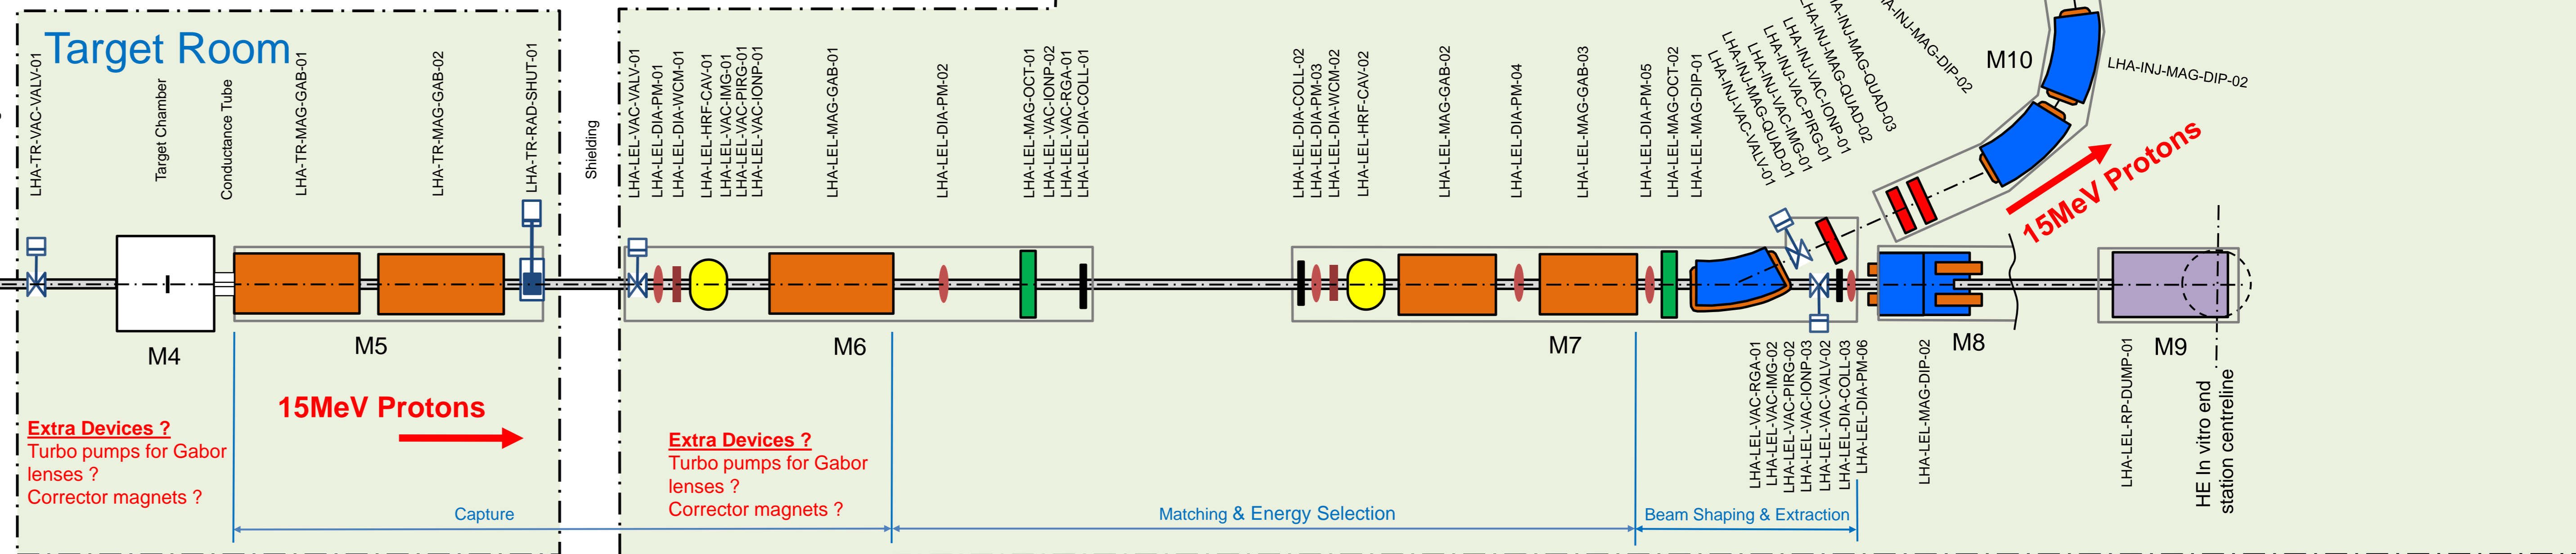 Target Room
LHA-TR-VAC-VALV-01
Target Chamber
Conductance Tube
LHA-TR-MAG-GAB-01
LHA-TR-MAG-GAB-02
LHA-TR-RAD-SHUT-01
Shielding
LHA-LEL-VAC-VALV-01
LHA-LEL-DIA-PM-01
LHA-LEL-DIA-WCM-01
LHA-LEL-HRF-CAV-01
LHA-LEL-VAC-IMG-01
LHA-LEL-VAC-PIRG-01
LHA-LEL-VAC-IONP-01
LHA-LEL-MAG-GAB-01
LHA-LEL-DIA-PM-02
LHA-LEL-MAG-OCT-01
LHA-LEL-VAC-IONP-02
LHA-LEL-VAC-RGA-01
LHA-LEL-DIA-COLL-01
LHA-LEL-DIA-COLL-02
LHA-LEL-DIA-PM-03
LHA-LEL-DIA-WCM-02
LHA-LEL-HRF-CAV-02
LHA-LEL-MAG-GAB-02
LHA-LEL-DIA-PM-04
LHA-LEL-MAG-GAB-03
LHA-LEL-DIA-PM-05
LHA-LEL-MAG-OCT-02
LHA-LEL-MAG-DIP-01
LHA-INJ-VAC-VALV-01
LHA-INJ-MAG-QUAD-01
LHA-INJ-VAC-IMG-01
LHA-INJ-VAC-PIRG-01
LHA-INJ-VAC-IONP-01
LHA-INJ-MAG-QUAD-02
HA-INJ-MAG-QUAD-03
HA-INJ-MAG-DIP-02
M10
LHA-INJ-MAG-DIP-02
15MeV Protons
M4
M5
M6
M7
M8
M9
LHA-LEL-VAC-RGA-01
LHA-LEL-VAC-IMG-02
LHA-LEL-VAC-PIRG-02
LHA-LEL-VAC-IONP-03
LHA-LEL-VAC-VALV-02
LHA-LEL-DIA-COLL-03
LHA-LEL-DIA-PM-06
LHA-LEL-MAG-DIP-02
LHA-LEL-RP-DUMP-01
HE In vitro end
station centreline
15MeV Protons
Extra Devices ?
Turbo pumps for Gabor
lenses ?
Corrector magnets ?
Extra Devices ?
Turbo pumps for Gabor
lenses ?
Corrector magnets ?
Capture
Matching & Energy Selection
Beam Shaping & Extraction